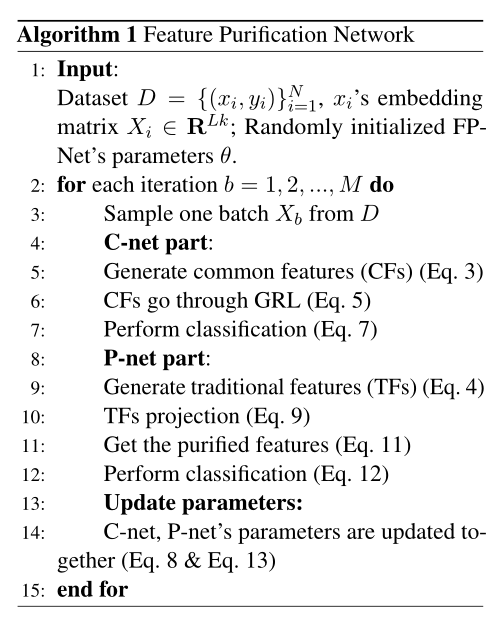 Algorithm 1 Feature Purification Network
1: Input:
Dataset $D = \{(x_i, y_i)\}_{i=1}^{N}$, $x_i$'s embedding
matrix $X_i \in \mathbf{R}^{Lk}$; Randomly initialized FP-
Net's parameters $\theta$.
2: for each iteration $b = 1, 2, ..., M$ do
3: Sample one batch $X_b$ from $D$
4: C-net part:
5: Generate common features (CFs) (Eq. 3)
6: CFs go through GRL (Eq. 5)
7: Perform classification (Eq. 7)
8: P-net part:
9: Generate traditional features (TFs) (Eq. 4)
10: TFs projection (Eq. 9)
11: Get the purified features (Eq. 11)
12: Perform classification (Eq. 12)
13: Update parameters:
14: C-net, P-net's parameters are updated to-
gether (Eq. 8 & Eq. 13)
15: end for